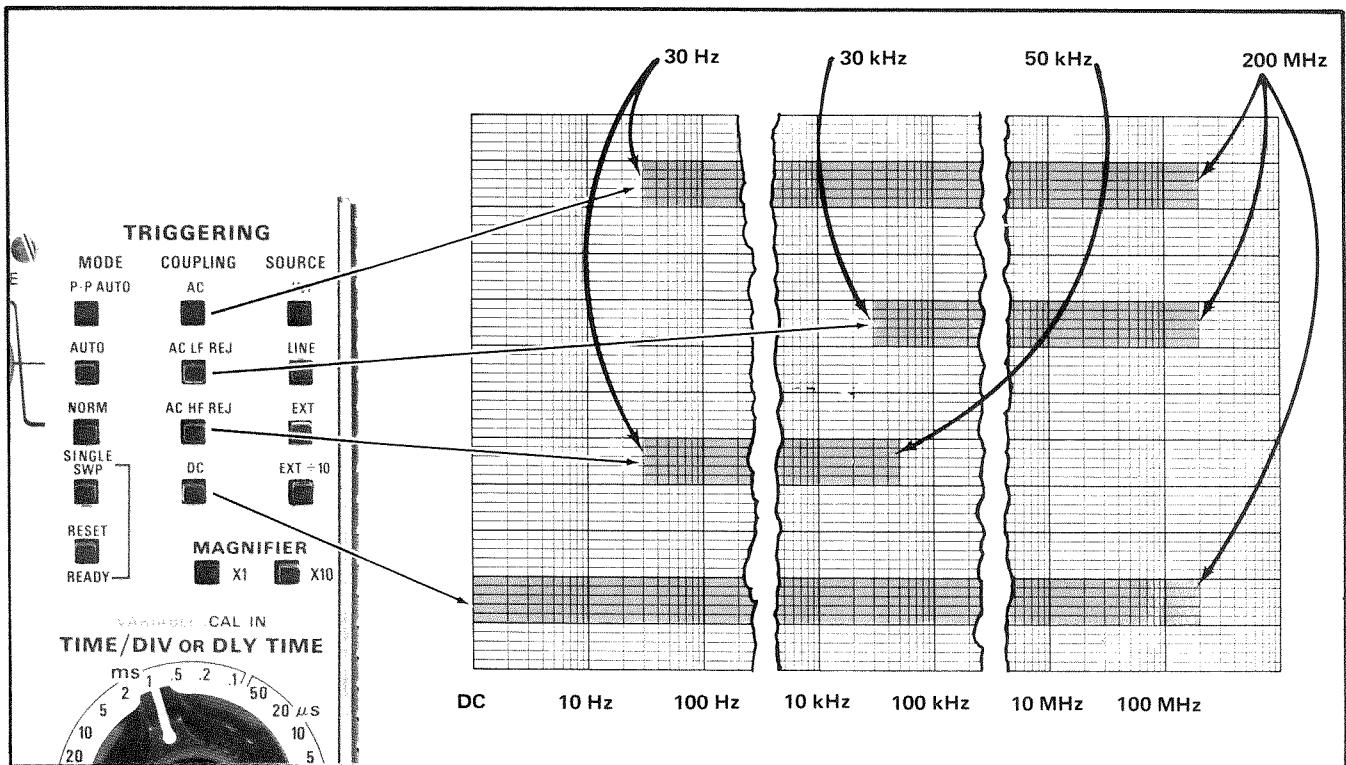 30 Hz 30 kHz 50 kHz 200 MHz
TRIGGERING
MODE COUPLING SOURCE
P-P AUTO AC
AUTO AC LF REJ LINE
NORM AC HF REJ EXT
SINGLE SWP DC EXT ÷10
RESET
READY
MAGNIFIER
X1 X10
CAL IN
TIME/DIV OR DLY TIME
ms
20 10 5 2 1 .5 .2 .1 50 20 µs 10 5
DC 10 Hz 100 Hz 10 kHz 100 kHz 10 MHz 100 MHz